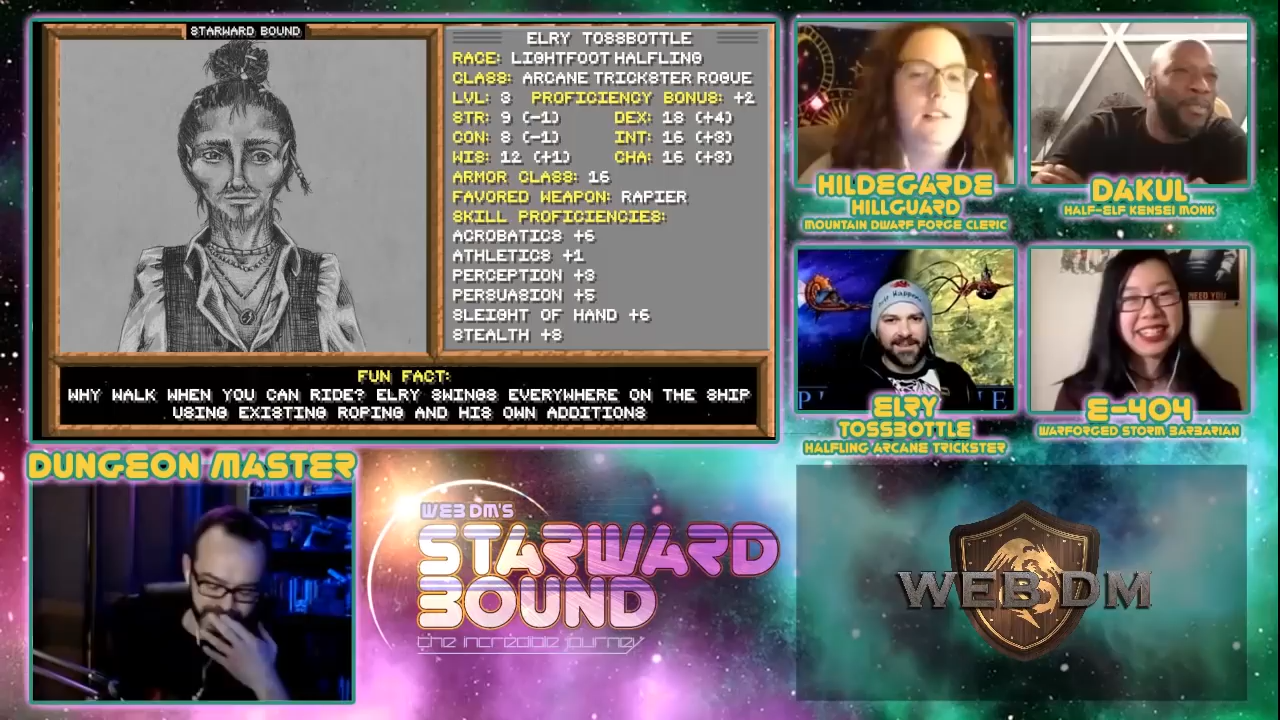 STARWARD BOUND
ELRY TOSSBOTTLE
RACE: LIGHTFOOT HALFLING
CLASS: ARCANE TRICKSTER ROGUE
LVL: 3 PROFICIENCY BONUS: +2
STR: 9 (-1) DEX: 18 (+4)
CON: 8 (-1) INT: 16 (+3)
WIS: 12 (+1) CHA: 16 (+3)
ARMOR CLASS: 16
FAVORED WEAPON: RAPIER
SKILL PROFICIENCIES:
ACROBATICS +6
ATHLETICS +1
PERCEPTION +3
PERSUASION +5
SLEIGHT OF HAND +6
STEALTH +8
FUN FACT:
WHY WALK WHEN YOU CAN RIDE? ELRY SWINGS EVERYWHERE ON THE SHIP
USING EXISTING ROPING AND HIS OWN ADDITIONS
HILDEGARDE
HILLGUARD
MOUNTAIN DWARF FORGE CLERIC
DAKUL
HALF-ELF KENSEI MONK
ELRY
TOSSBOTTLE
HALFLING ARCANE TRICKSTER
NEED YOU
E-404
WARFORGED STORM BARBARIAN
DUNGEON MASTER
WEB DM'S
STARWARD
BOUND
the incredible journey
WEB DM